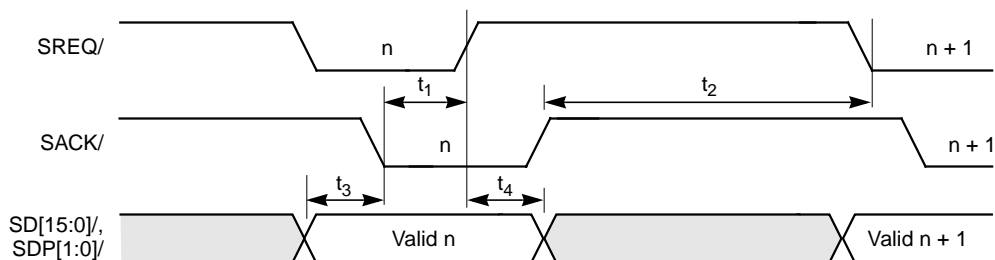 SREQ/
n
n + 1
t1
t2
SACK/
n
n + 1
t3
t4
SD[15:0]/,
SDP[1:0]/
Valid n
Valid n + 1